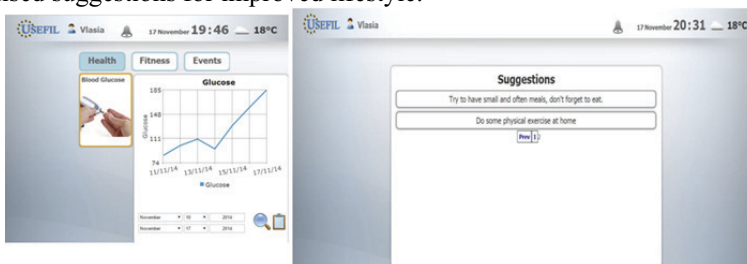 ised suggestions for improved lifestyle.
USEFIL Vlasia 17 November 19:46 18°C
Health Fitness Events
Blood Glucose
Glucose
185
148
111
74
Glucose
11/11/14 13/11/14 15/11/14 17/11/14
Glucose
November 2014
November 17 2014
USEFIL Vlasia 17 November 20:31 18°C
Suggestions
Try to have small and often meals, don't forget to eat.
Do some physical exercise at home
Prev 1